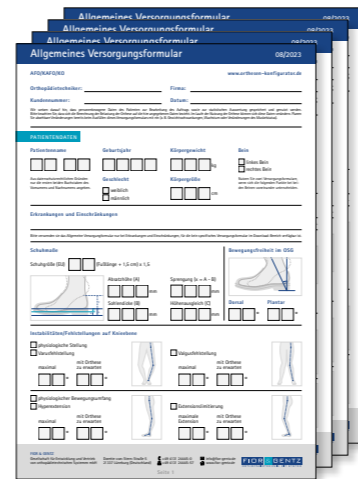 Allgemeines Versorgungsformular
Allgemeines Versorgungsformular
Allgemeines Versorgungsformular 08/2023
Allgemeines Versorgungsformular 08/2023
AFO/KAFO/KO www.orthesen-konfigurator.de
Orthopädietechniker: Firma:
Kundennummer: Datum:
PATIENTENDATEN
Patientenname Geburtsjahr Körpergewicht Bein
kg linkes Bein
rechtes Bein
Geschlecht Körpergröße
weiblich
männlich cm
Erkrankungen und Einschränkungen
Schuhmaße Bewegungsfreiheit im OSG
Schuhgröße (EU) (Fußlänge + 1,5 cm) x 1,5
Absatzhöhe (A) Sprengung (x = A - B)
mm mm
Sohlendicke (B) Höhenausgleich (C) Dorsal Plantar
mm mm ° °
Instabilitäten/Fehlstellungen auf Knieebene
physiologische Stellung
Varusfehlstellung Valgusfehlstellung
maximal mit Orthese zu erwarten maximal mit Orthese zu erwarten
° ° ° °
physiologischer Bewegungsumfang
Hyperextension Extensionslimitierung
maximal mit Orthese zu erwarten maximale Extension mit Orthese zu erwarten
° ° ° °
FIOR & GENTZ
Seite 1